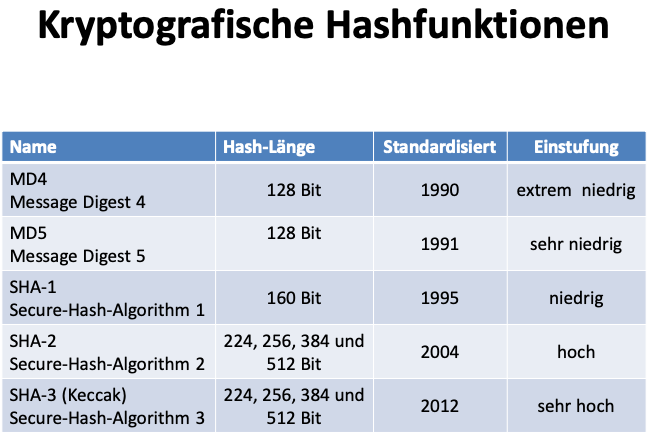 Kryptografische Hashfunktionen
Name Hash-Länge Standardisiert Einstufung
MD4
Message Digest 4
128 Bit 1990 extrem niedrig
MD5
Message Digest 5
128 Bit 1991 sehr niedrig
SHA-1
Secure-Hash-Algorithm 1
160 Bit 1995 niedrig
SHA-2
Secure-Hash-Algorithm 2
224, 256, 384 und
512 Bit
2004 hoch
SHA-3 (Keccak)
Secure-Hash-Algorithm 3
224, 256, 384 und
512 Bit
2012 sehr hoch